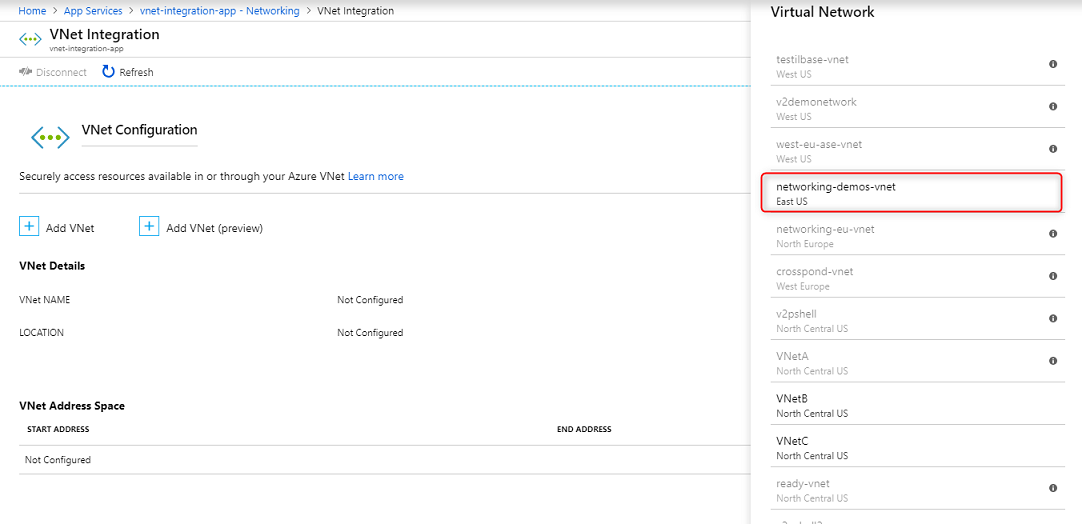 Home > App Services > vnet-integration-app - Networking > VNet Integration
VNet Integration
vnet-integration-app
Disconnect Refresh
VNet Configuration
Securely access resources available in or through your Azure VNet Learn more
Add VNet Add VNet (preview)
VNet Details
VNet NAME Not Configured
LOCATION Not Configured
VNet Address Space
START ADDRESS END ADDRESS
Not Configured
Virtual Network
testilbase-vnet
West US
v2demonetwork
West US
west-eu-ase-vnet
West US
networking-demos-vnet
East US
networking-eu-vnet
North Europe
crosspond-vnet
West Europe
v2pshell
North Central US
VNetA
North Central US
VNetB
North Central US
VNetC
North Central US
ready-vnet
North Central US